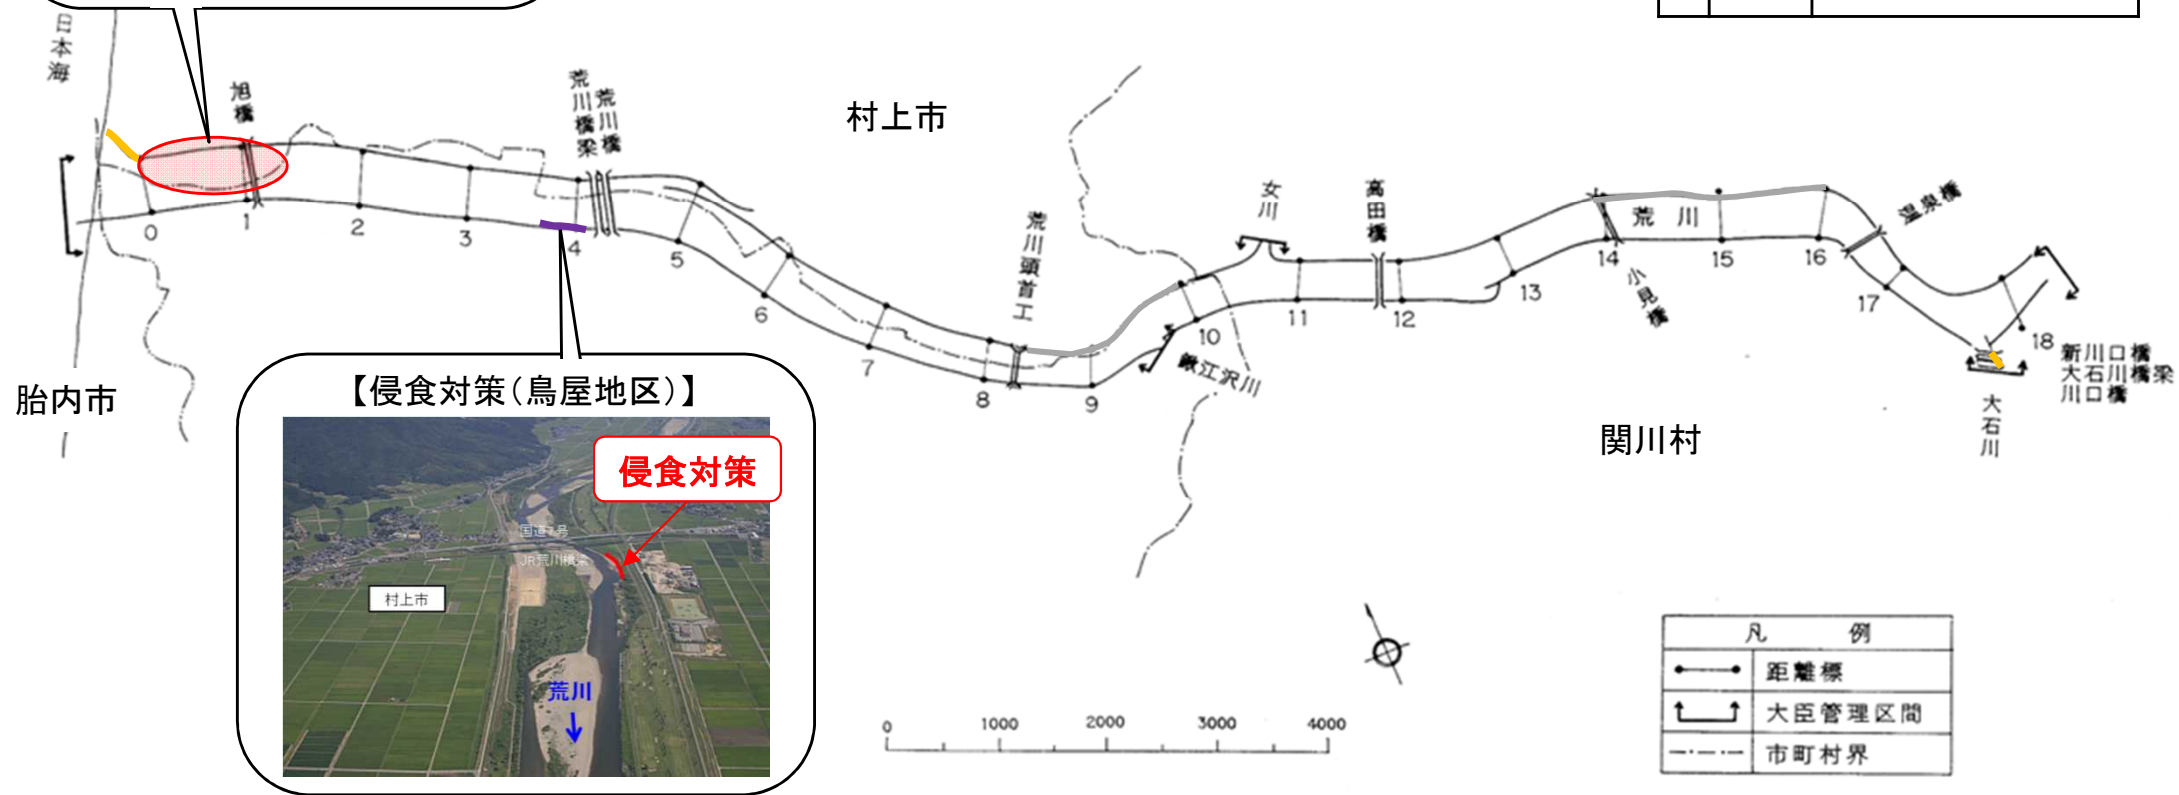 日本海
旭橋
荒川橋梁
荒川橋
村上市
荒川頭首工
女川
高田橋
荒川
小見橋
温泉橋
0
1
2
3
4
5
6
7
8
9
10
11
12
13
14
15
16
17
18
鍬江沢川
新川口橋
大石川橋梁
川口橋
大石川
胎内市
関川村
【侵食対策(鳥屋地区)】
侵食対策
国道7号
JR荒川橋梁
村上市
荒川
0 1000 2000 3000 4000
凡例
距離標
大臣管理区間
市町村界